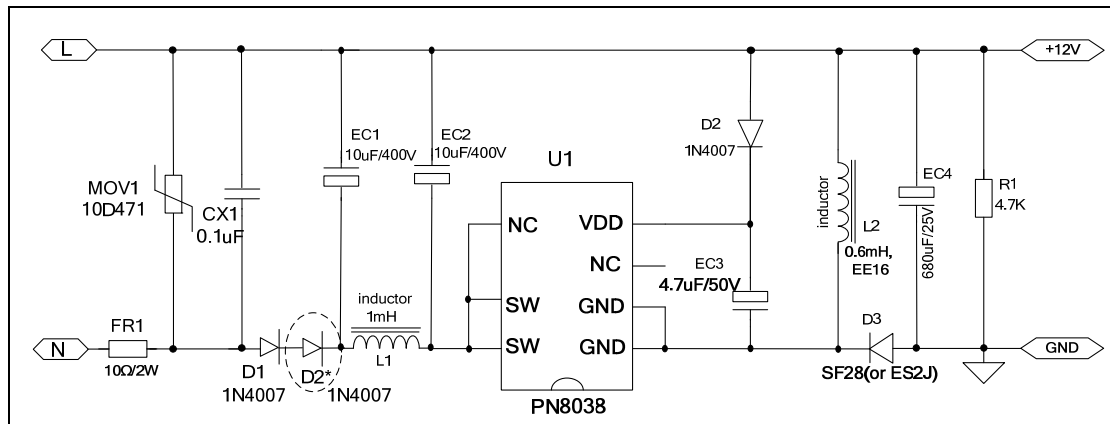 L
+12V
EC1
10uF/400V
EC2
10uF/400V
D2
1N4007
U1
MOV1
10D471
CX1
0.1uF
NC
VDD
inductor
EC4
680uF/25V
R1
4.7K
L2
0.6mH,
EE16
NC
EC3
4.7uF/50V
SW
GND
inductor
1mH
FR1
D3
N
SW
GND
GND
10Ω/2W
D1
1N4007
D2*
1N4007
L1
SF28(or ES2J)
PN8038